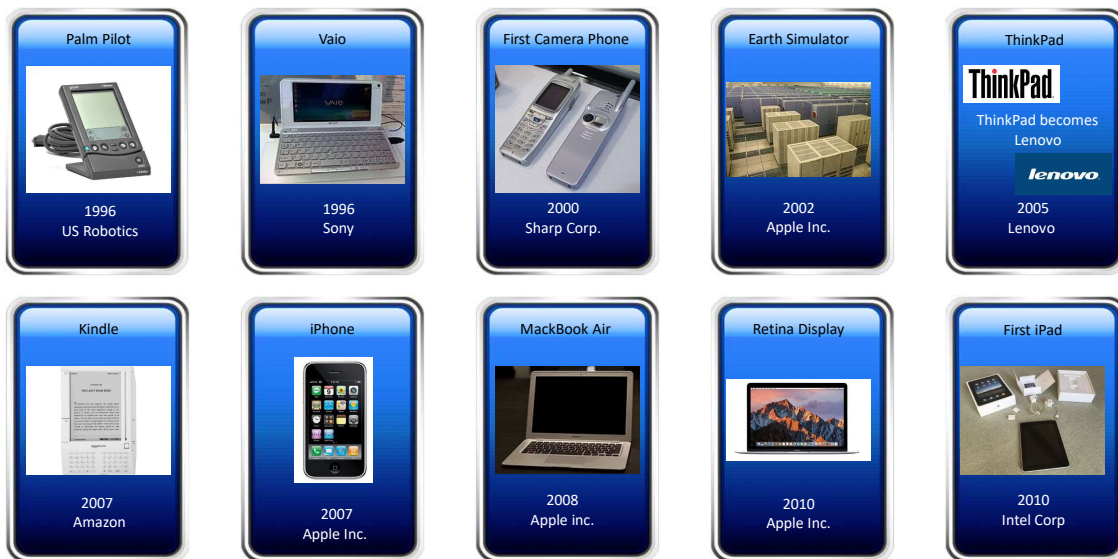 Palm Pilot
1996
US Robotics
Vaio
VAIO
1996
Sony
First Camera Phone
2000
Sharp Corp.
Earth Simulator
2002
Apple Inc.
ThinkPad
ThinkPad
ThinkPad becomes
Lenovo
lenovo
2005
Lenovo
Kindle
2007
Amazon
iPhone
2007
Apple Inc.
MackBook Air
2008
Apple inc.
Retina Display
2010
Apple Inc.
First iPad
2010
Intel Corp